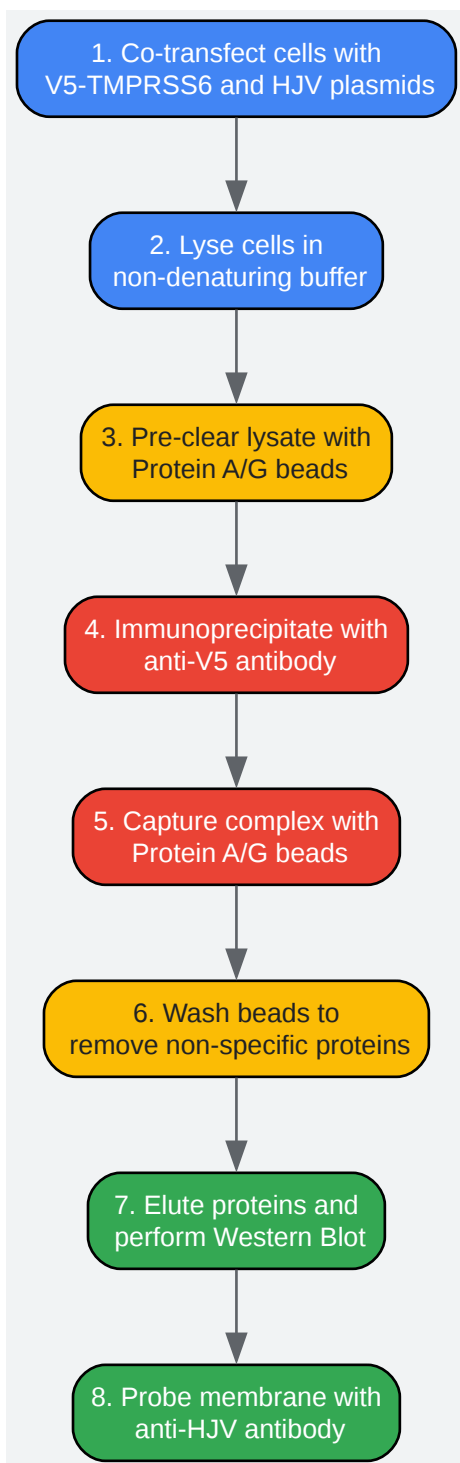 1. Co-transfect cells with
V5-TMPRSS6 and HJV plasmids
2. Lyse cells in
non-denaturing buffer
3. Pre-clear lysate with
Protein A/G beads
4. Immunoprecipitate with
anti-V5 antibody
5. Capture complex with
Protein A/G beads
6. Wash beads to
remove non-specific proteins
7. Elute proteins and
perform Western Blot
8. Probe membrane with
anti-HJV antibody